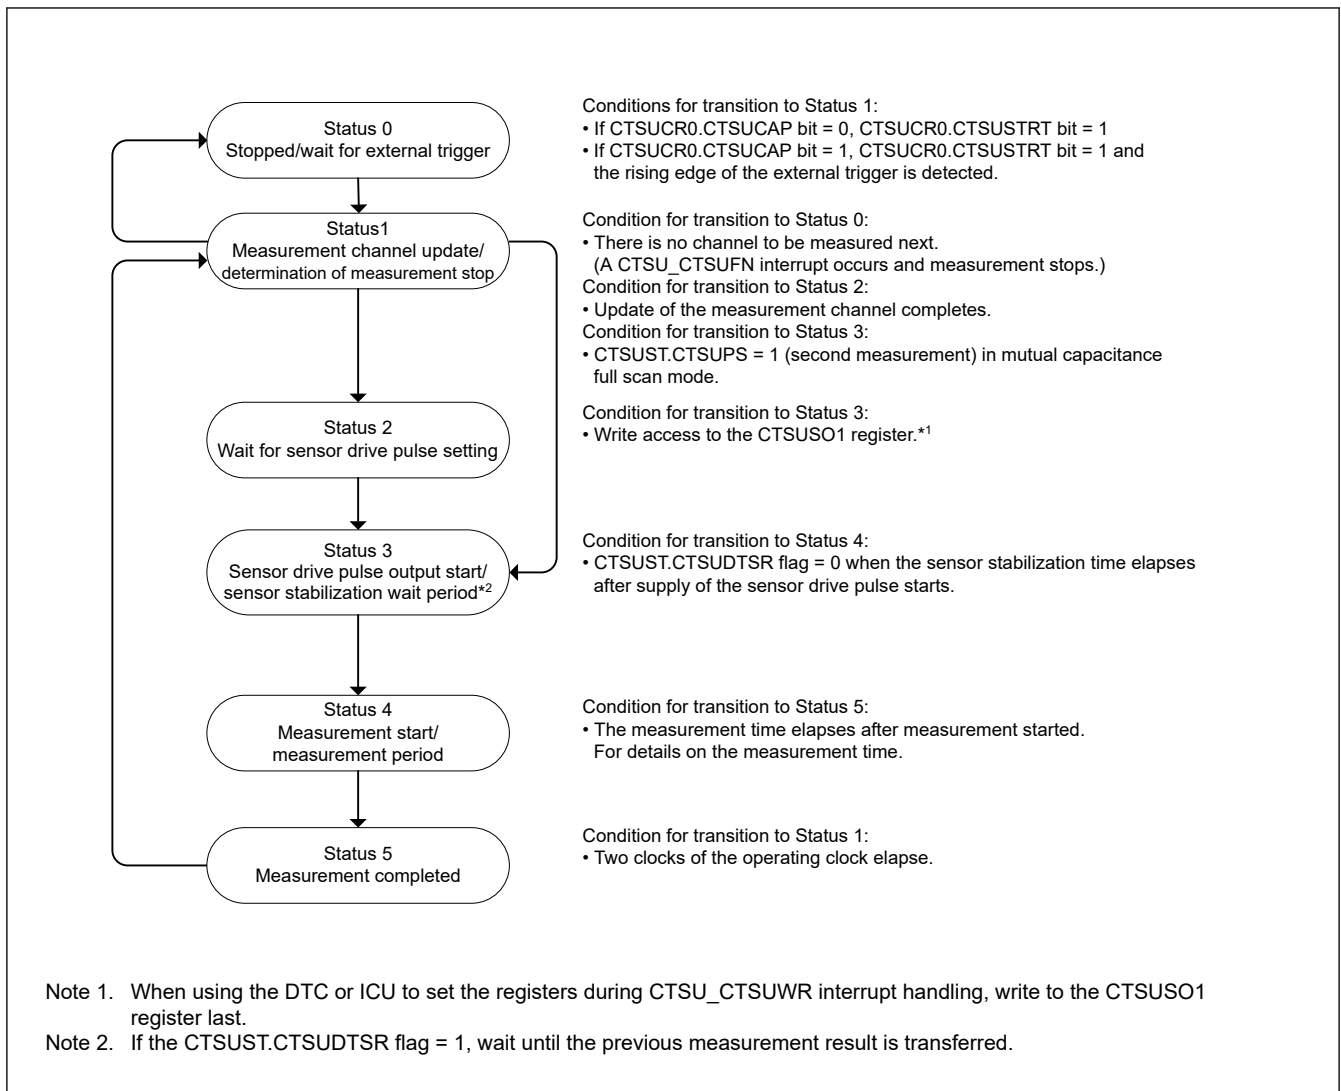 Status 0
Stopped/wait for external trigger
Conditions for transition to Status 1:
• If CTSUCR0.CTSUCAP bit = 0, CTSUCR0.CTSUSTRT bit = 1
• If CTSUCR0.CTSUCAP bit = 1, CTSUCR0.CTSUSTRT bit = 1 and
the rising edge of the external trigger is detected.
Status1
Measurement channel update/
determination of measurement stop
Condition for transition to Status 0:
• There is no channel to be measured next.
(A CTSU_CTSUFN interrupt occurs and measurement stops.)
Condition for transition to Status 2:
• Update of the measurement channel completes.
Condition for transition to Status 3:
• CTSUST.CTSUPS = 1 (second measurement) in mutual capacitance
full scan mode.
Status 2
Wait for sensor drive pulse setting
Condition for transition to Status 3:
• Write access to the CTSUSO1 register.*1
Status 3
Sensor drive pulse output start/
sensor stabilization wait period*2
Condition for transition to Status 4:
• CTSUST.CTSUDTSR flag = 0 when the sensor stabilization time elapses
after supply of the sensor drive pulse starts.
Status 4
Measurement start/
measurement period
Condition for transition to Status 5:
• The measurement time elapses after measurement started.
For details on the measurement time.
Status 5
Measurement completed
Condition for transition to Status 1:
• Two clocks of the operating clock elapse.
Note 1. When using the DTC or ICU to set the registers during CTSU_CTSUWR interrupt handling, write to the CTSUSO1
register last.
Note 2. If the CTSUST.CTSUDTSR flag = 1, wait until the previous measurement result is transferred.